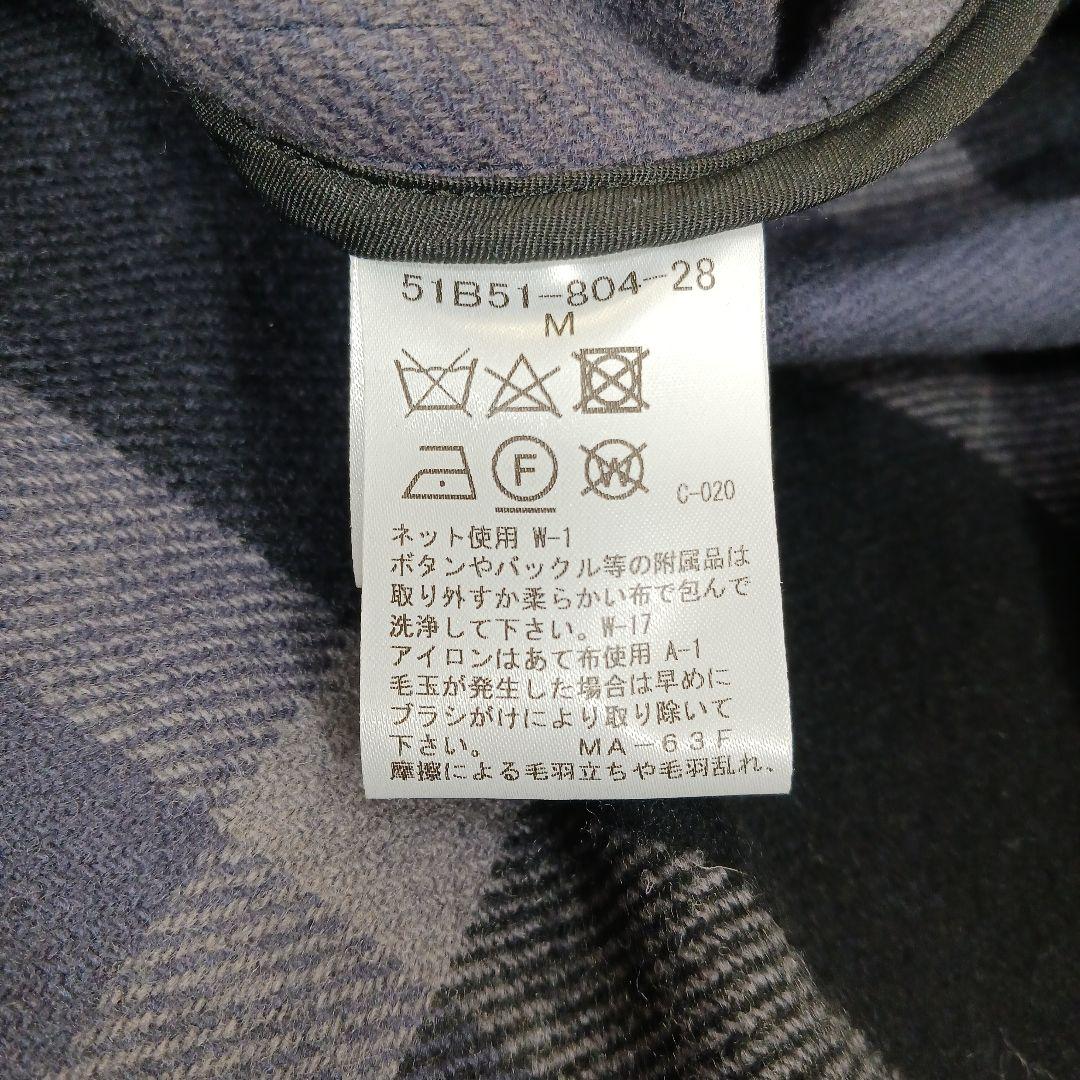 51B51-804-28
M
F W C-020
ネット使用 W-1
ボタンやバックル等の附属品は
取り外すか柔らかい布で包んで
洗浄して下さい。W-17
アイロンはあて布使用 A-1
毛玉が発生した場合は早めに
ブラシがけにより取り除いて
下さい。 MA-63F
摩擦による毛羽立ちや毛羽乱れ、